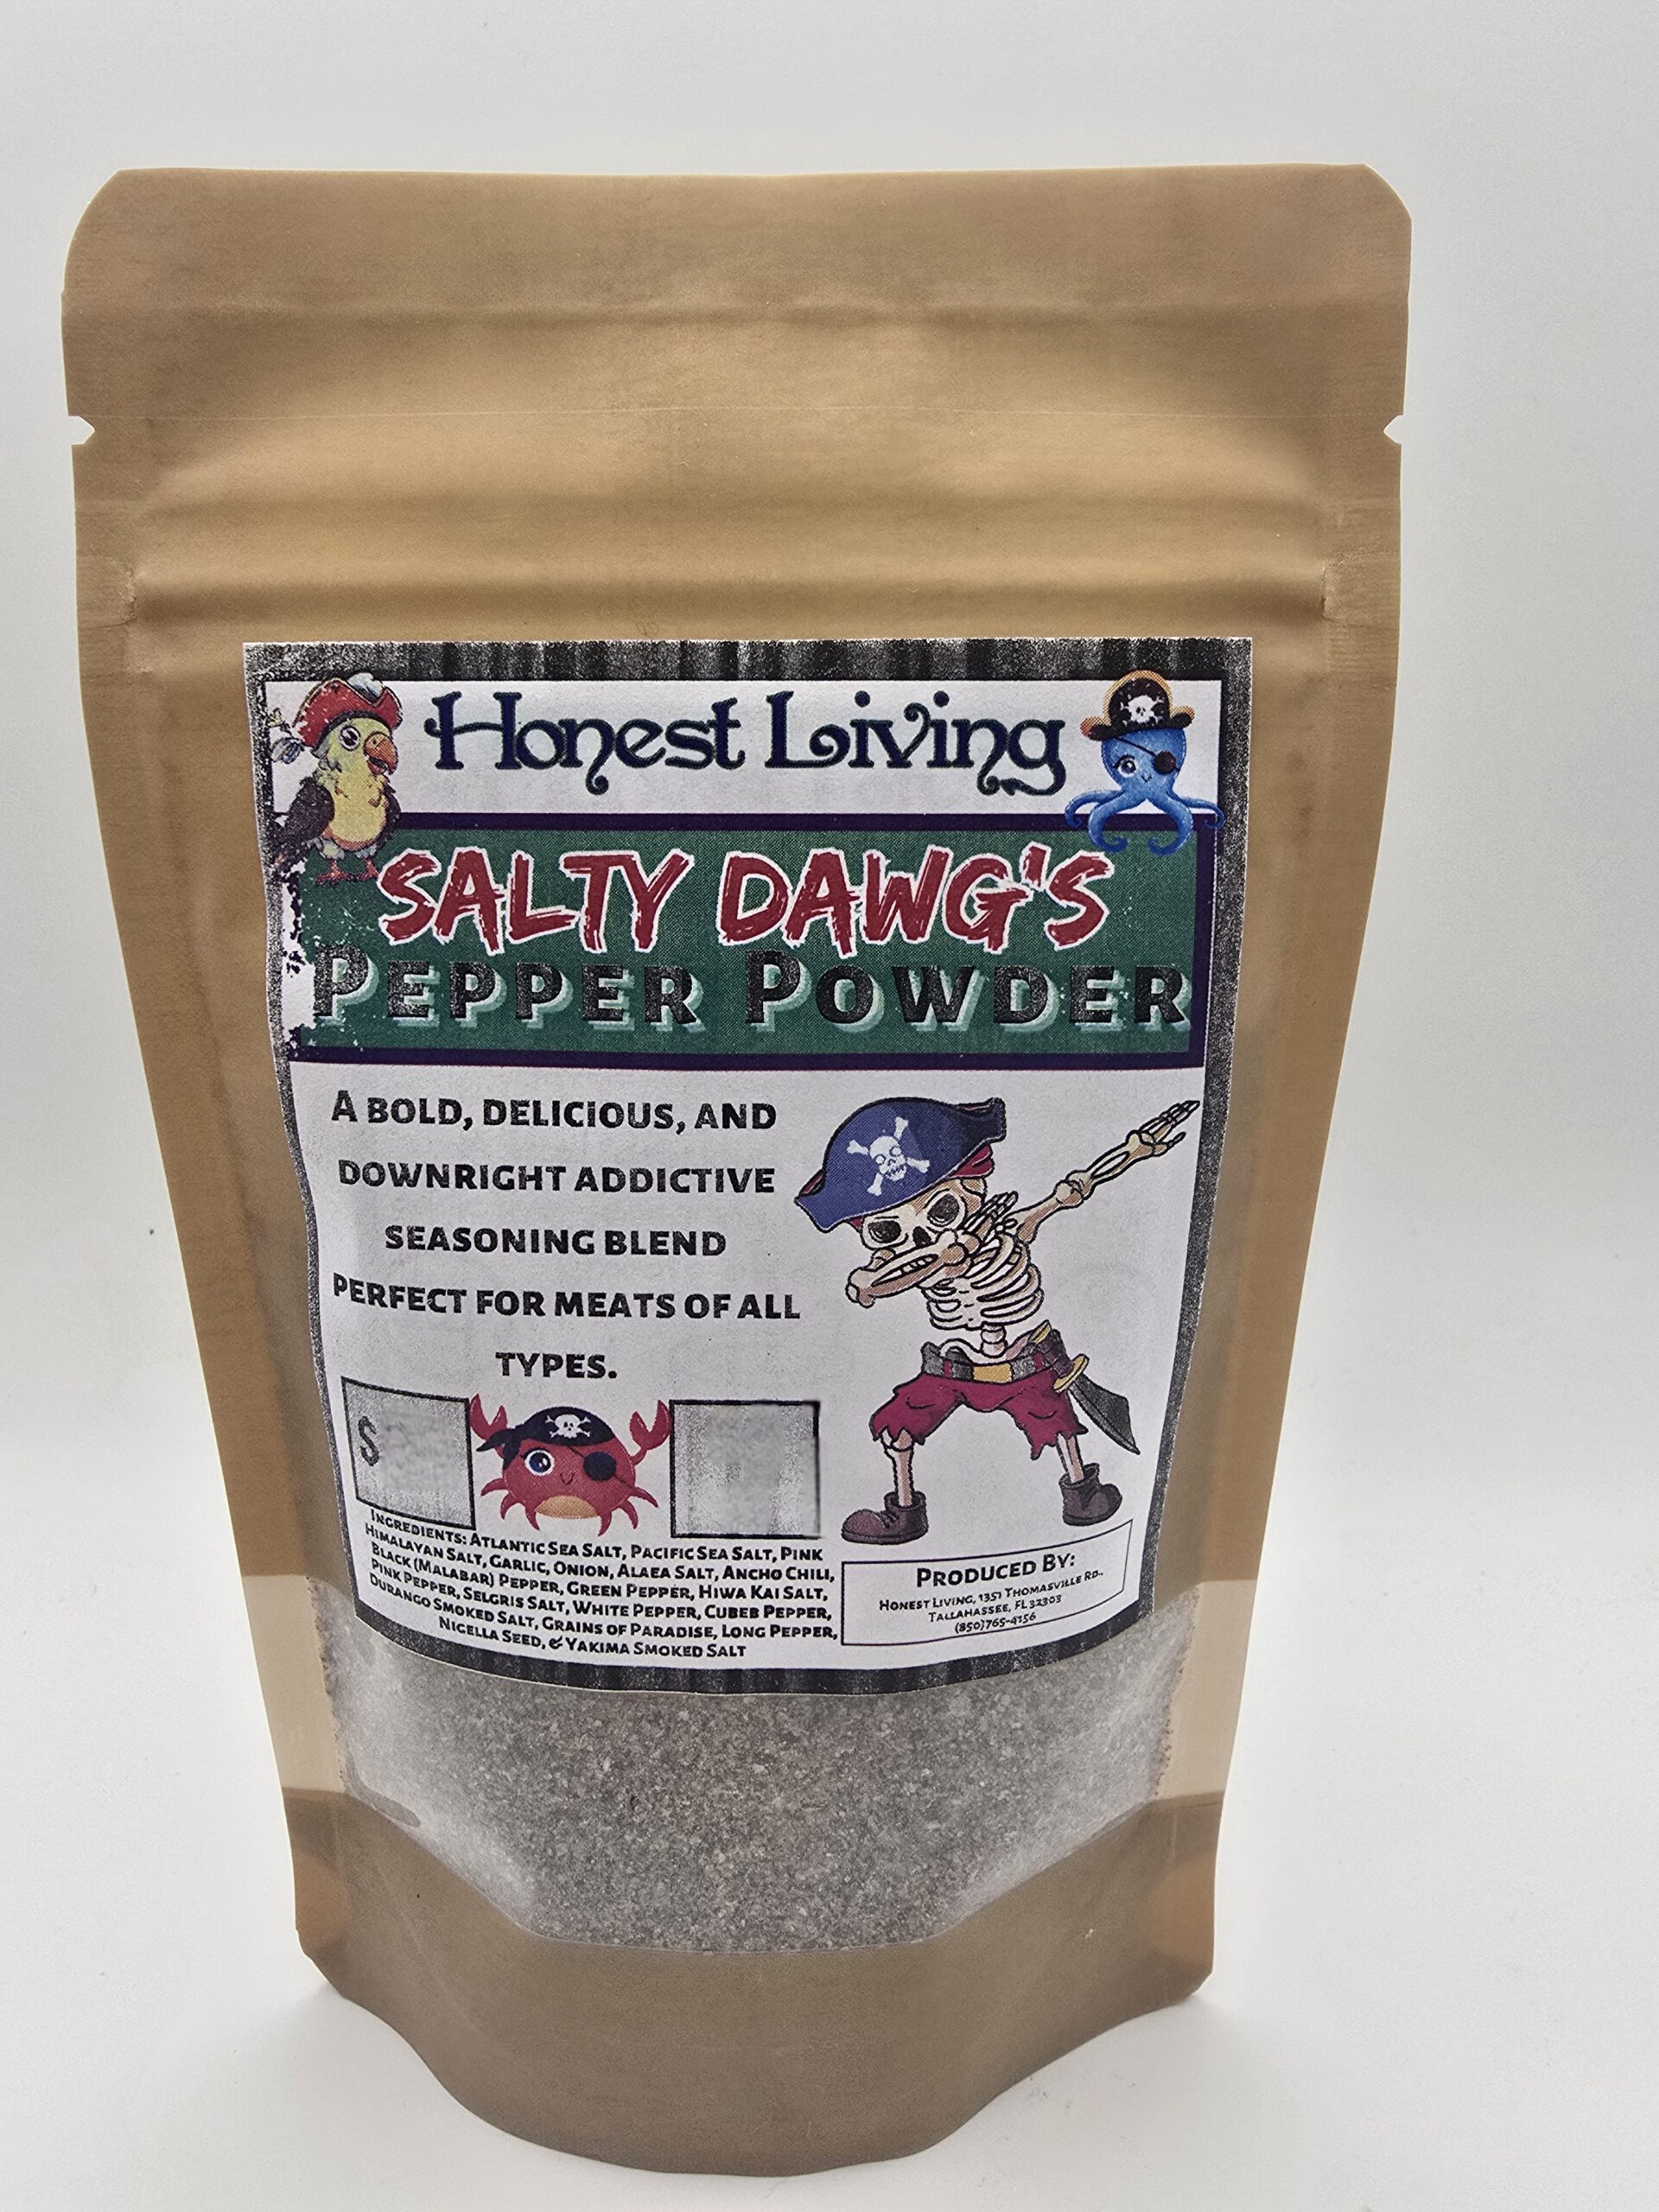 Honest Living
SALTY DAWG'S
PEPPER POWDER
A BOLD, DELICIOUS, AND
DOWNRIGHT ADDICTIVE
SEASONING BLEND
PERFECT FOR MEATS OF ALL
TYPES.
$
INGREDIENTS: ATLANTIC SEA SALT, PACIFIC SEA SALT, PINK
HIMALAYAN SALT, GARLIC, ONION, ALAEA SALT, ANCHO CHILI,
BLACK (MALABAR) PEPPER, GREEN PEPPER, HIWA KAI SALT,
PINK PEPPER, SELGRIS SALT, WHITE PEPPER, CUBEB PEPPER,
DURANGO SMOKED SALT, GRAINS OF PARADISE, LONG PEPPER,
NIGELLA SEED, & YAKIMA SMOKED SALT
PRODUCED BY:
HONEST LIVING, 1351 THOMASVILLE RD.,
TALLAHASSEE, FL 32303
(850)765-4156